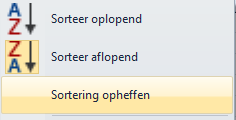 A
Z Sorteer oplopend
Z
A Sorteer aflopend
Sortering opheffen